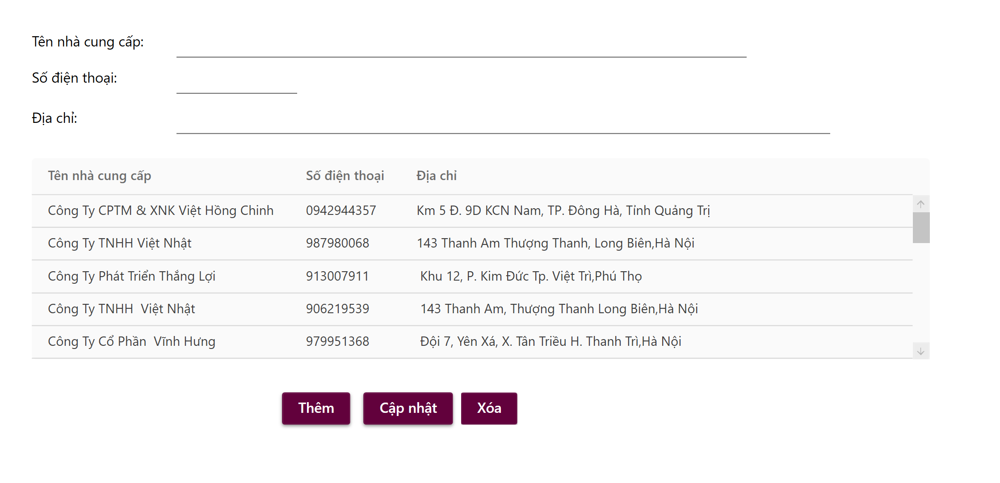 Tên nhà cung cấp:
Số điện thoại:
Địa chỉ:
Tên nhà cung cấp Số điện thoại Địa chỉ
Công Ty CPTM & XNK Việt Hồng Chinh 0942944357 Km 5 Đ. 9D KCN Nam, TP. Đông Hà, Tỉnh Quảng Trị
Công Ty TNHH Việt Nhật 987980068 143 Thanh Am Thượng Thanh, Long Biên,Hà Nội
Công Ty Phát Triển Thắng Lợi 913007911 Khu 12, P. Kim Đức Tp. Việt Trì,Phú Thọ
Công Ty TNHH  Việt Nhật 906219539 143 Thanh Am, Thượng Thanh Long Biên,Hà Nội
Công Ty Cổ Phần  Vĩnh Hưng 979951368 Đội 7, Yên Xá, X. Tân Triều H. Thanh Trì,Hà Nội
Thêm Cập nhật Xóa